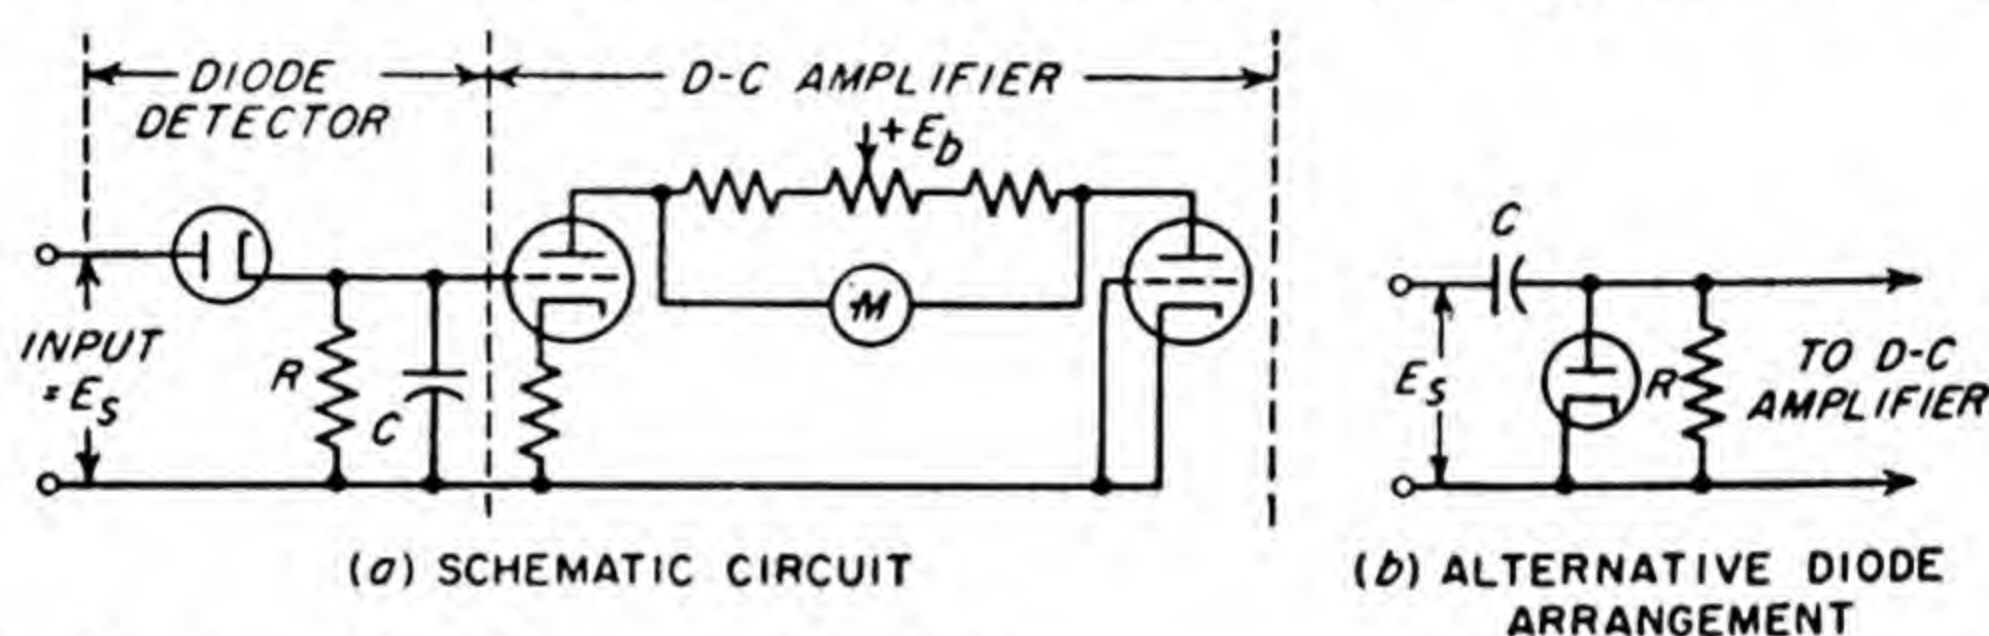 DIODE
DETECTOR
D-C AMPLIFIER
+Eb
M
INPUT
= Es
R
C
(a) SCHEMATIC CIRCUIT
C
Es
R
TO D-C
AMPLIFIER
(b) ALTERNATIVE DIODE
ARRANGEMENT